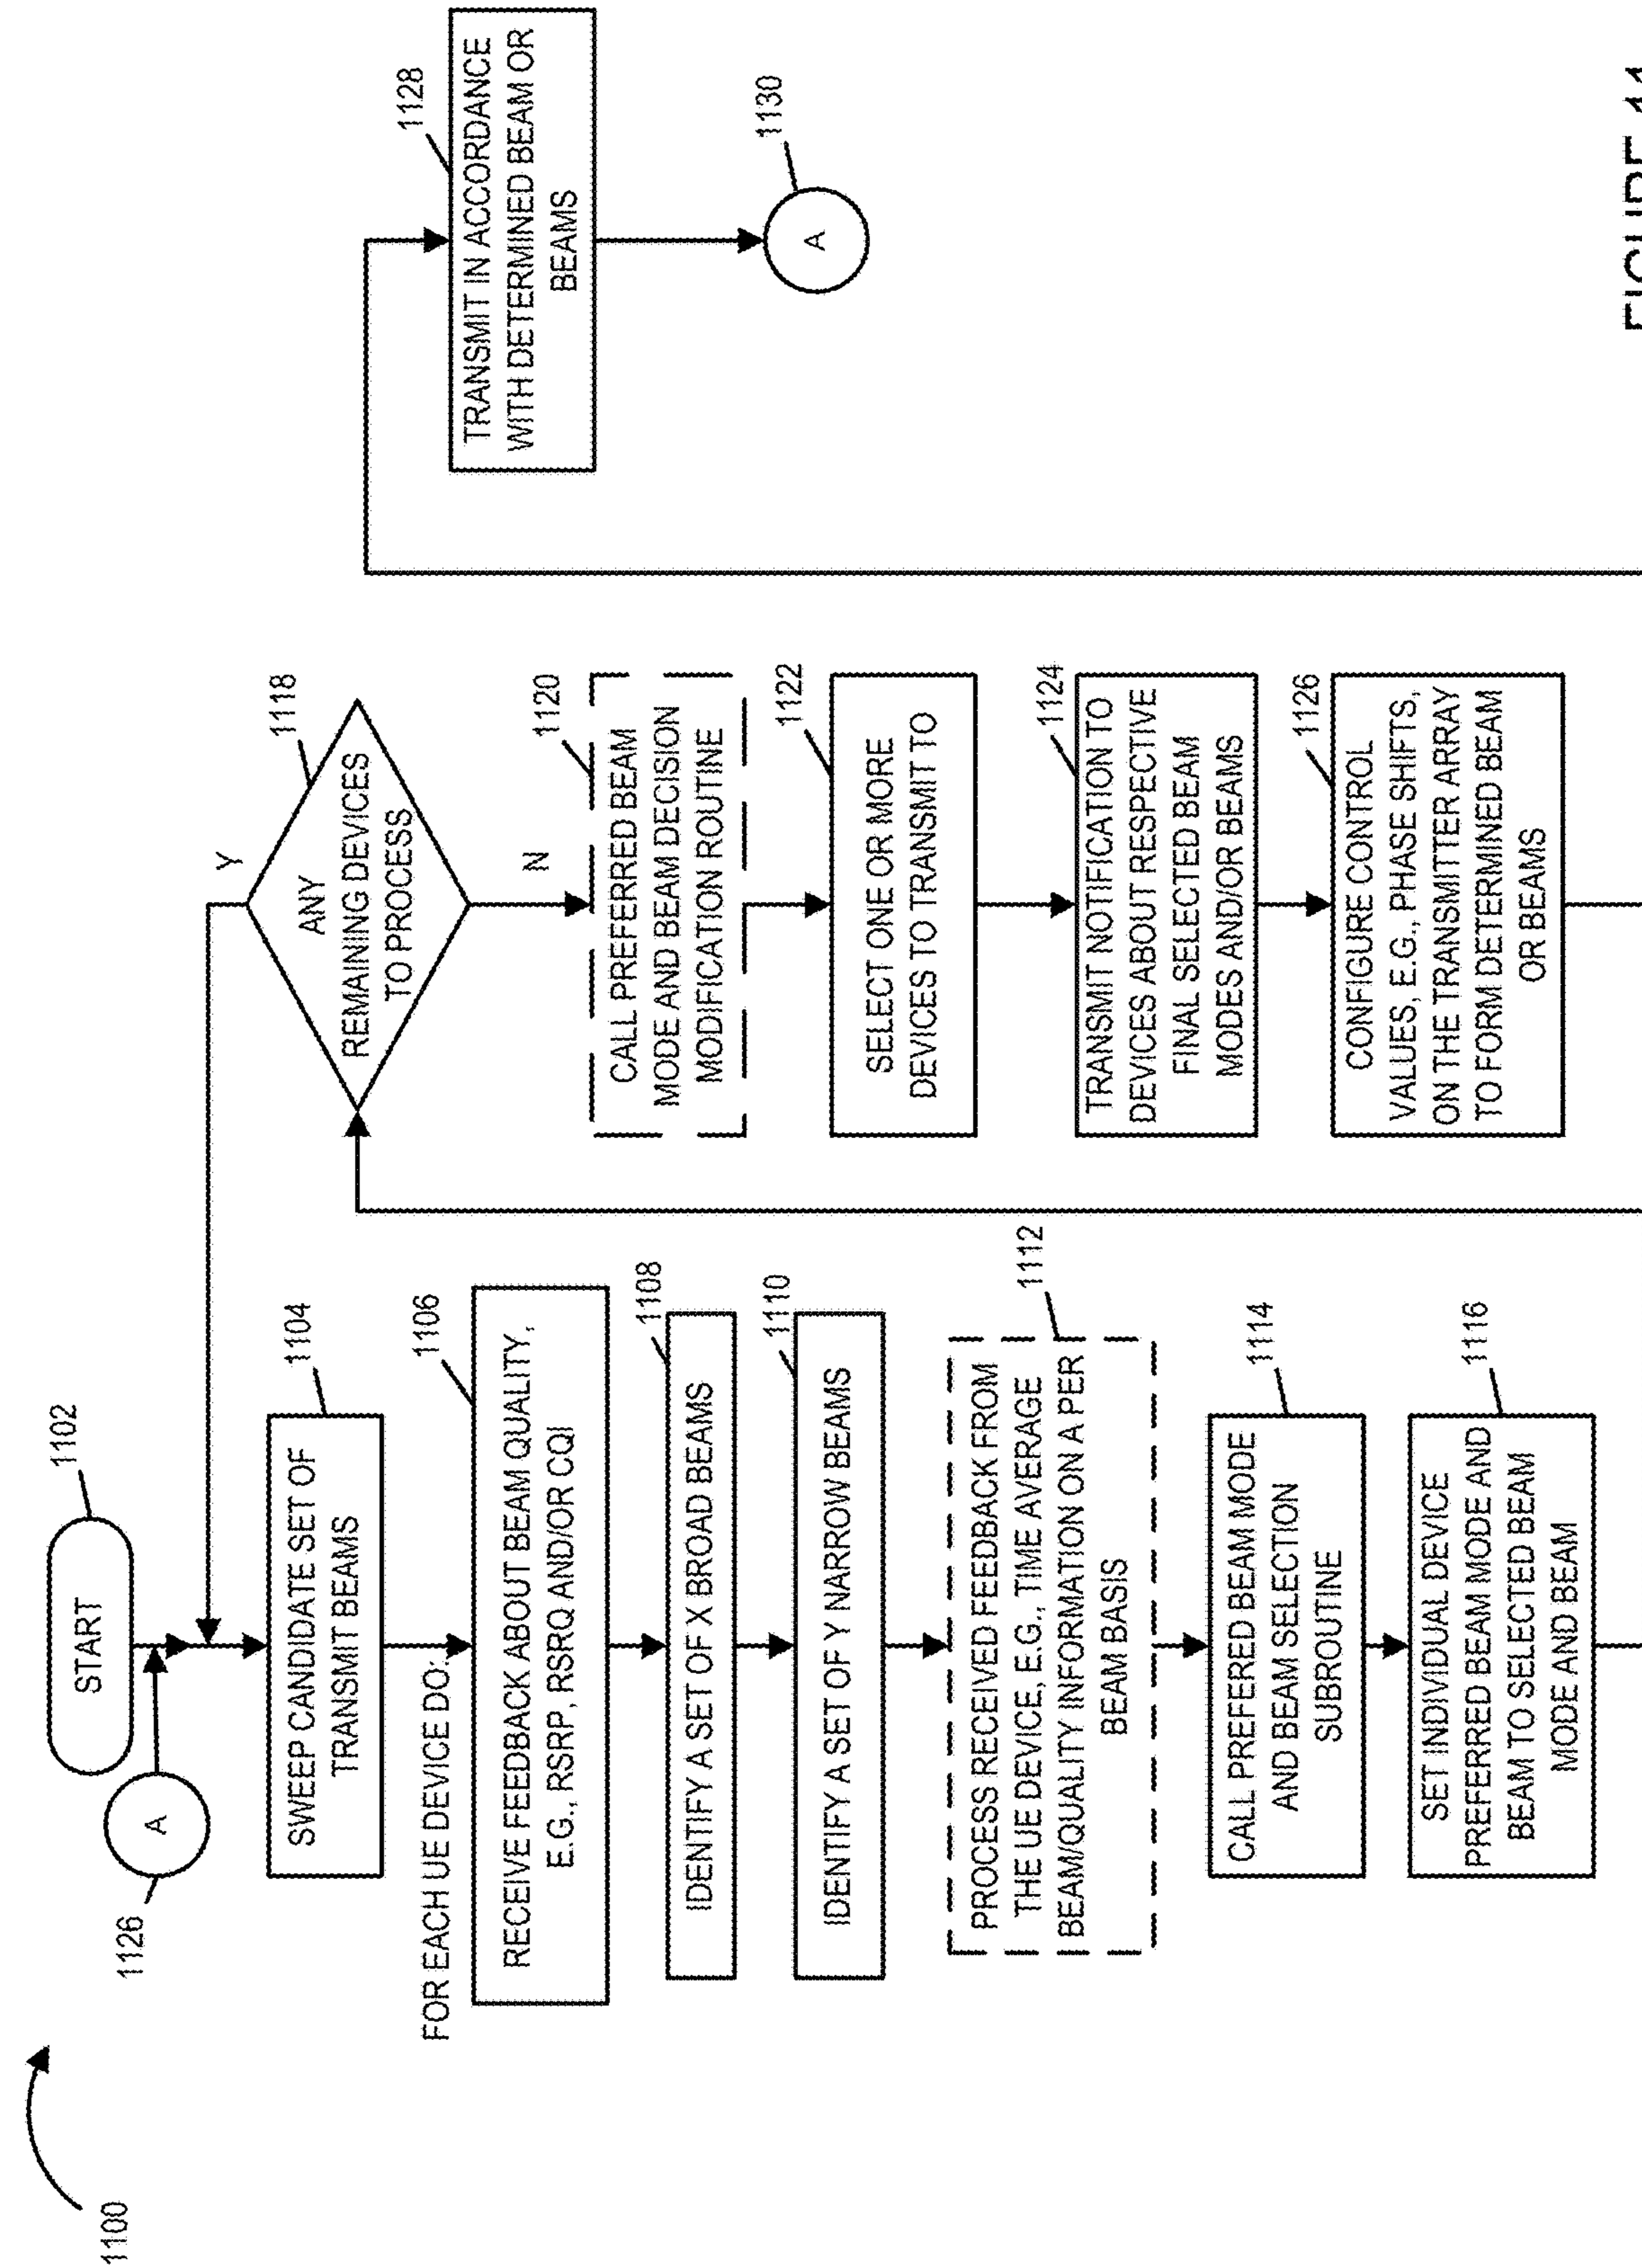 1100
1102
START
A
1126
1104
SWEEP CANDIDATE SET OF
TRANSMIT BEAMS
FOR EACH UE DEVICE DO:
1106
RECEIVE FEEDBACK ABOUT BEAM QUALITY,
E.G., RSRP, RSRQ AND/OR CQI
1108
IDENTIFY A SET OF X BROAD BEAMS
1110
IDENTIFY A SET OF Y NARROW BEAMS
1112
PROCESS RECEIVED FEEDBACK FROM
THE UE DEVICE, E.G., TIME AVERAGE
BEAM/QUALITY INFORMATION ON A PER
BEAM BASIS
1114
CALL PREFERED BEAM MODE
AND BEAM SELECTION
SUBROUTINE
1116
SET INDIVIDUAL DEVICE
PREFERRED BEAM MODE AND
BEAM TO SELECTED BEAM
MODE AND BEAM
1118
ANY
REMAINING DEVICES
TO PROCESS
Y
N
1120
CALL PREFERRED BEAM
MODE AND BEAM DECISION
MODIFICATION ROUTINE
1122
SELECT ONE OR MORE
DEVICES TO TRANSMIT TO
1124
TRANSMIT NOTIFICATION TO
DEVICES ABOUT RESPECTIVE
FINAL SELECTED BEAM
MODES AND/OR BEAMS
1126
CONFIGURE CONTROL
VALUES, E.G., PHASE SHIFTS,
ON THE TRANSMITTER ARRAY
TO FORM DETERMINED BEAM
OR BEAMS
1128
TRANSMIT IN ACCORDANCE
WITH DETERMINED BEAM OR
BEAMS
1130
A
FIGURE 11